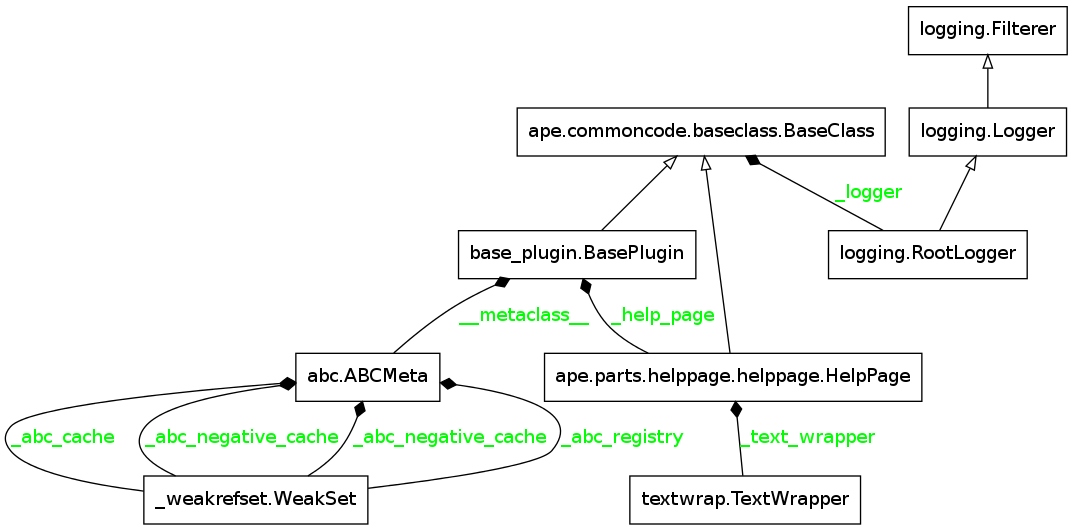 logging.Filterer
ape.commoncode.baseclass.BaseClass
logging.Logger
_logger
base_plugin.BasePlugin
logging.RootLogger
__metaclass__
_help_page
abc.ABCMeta
ape.parts.helppage.helppage.HelpPage
_abc_cache
_abc_negative_cache
_abc_negative_cache
_abc_registry
_text_wrapper
_weakrefset.WeakSet
textwrap.TextWrapper